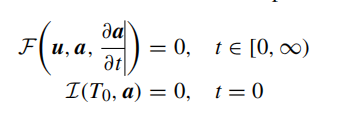 ℱ(u, a, ∂a/∂t) = 0, t ∈ [0, ∞)
ℐ(T₀, a) = 0, t = 0